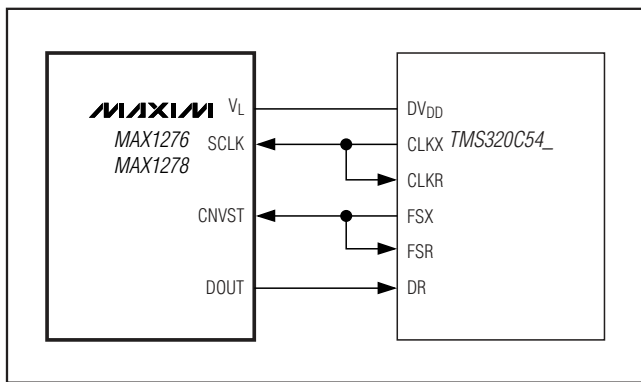 MAXIM
MAX1276
MAX1278
VL
SCLK
CNVST
DOUT
DVDD
CLKX
CLKR
FSX
FSR
DR
TMS320C54_